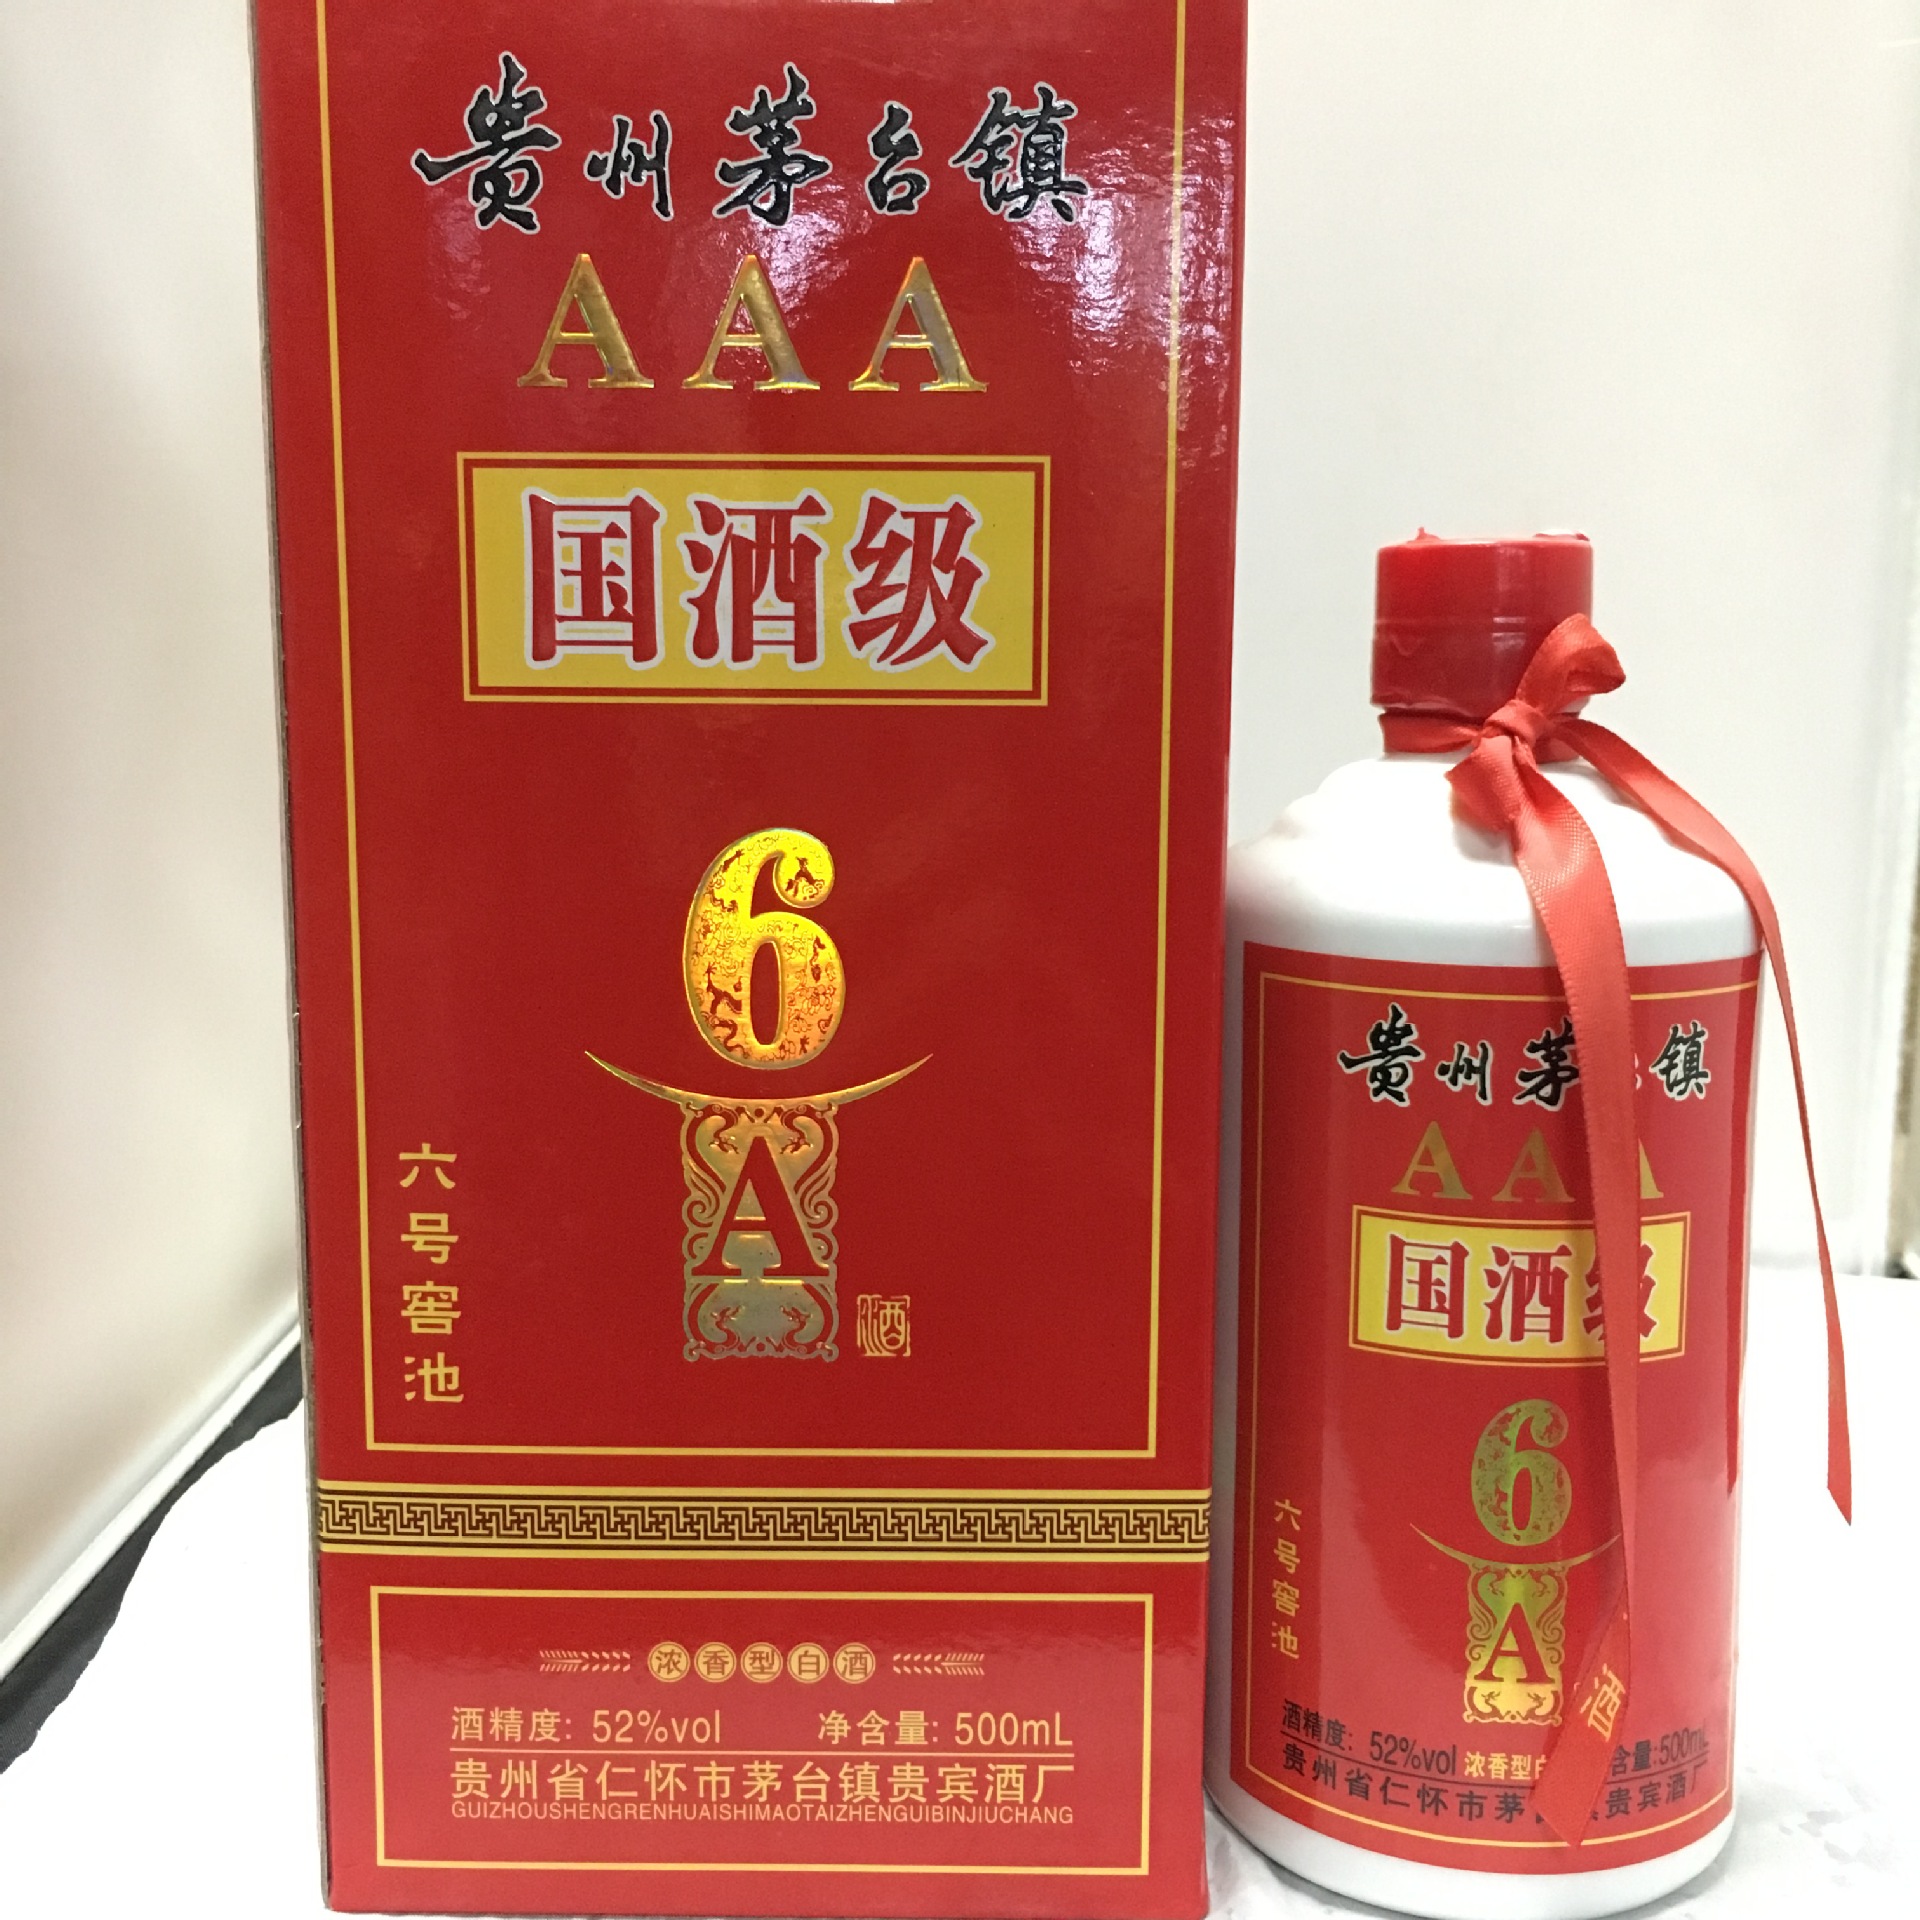 贵州茅台镇
AAA
国酒级
6
A
酒
六号窖池
浓香型白酒
酒精度: 52%vol 净含量: 500mL
贵州省仁怀市茅台镇贵宾酒厂
GUIZHOUSHENGRENHUAISHIMAOTAIZHENGUIBINJIUCHANG
贵州茅 镇
A A A
国酒级
6
A
六号窖池
酒
酒精度: 52%vol 浓香型白 含量:500mL
贵州省仁怀市茅 镇贵宾酒厂